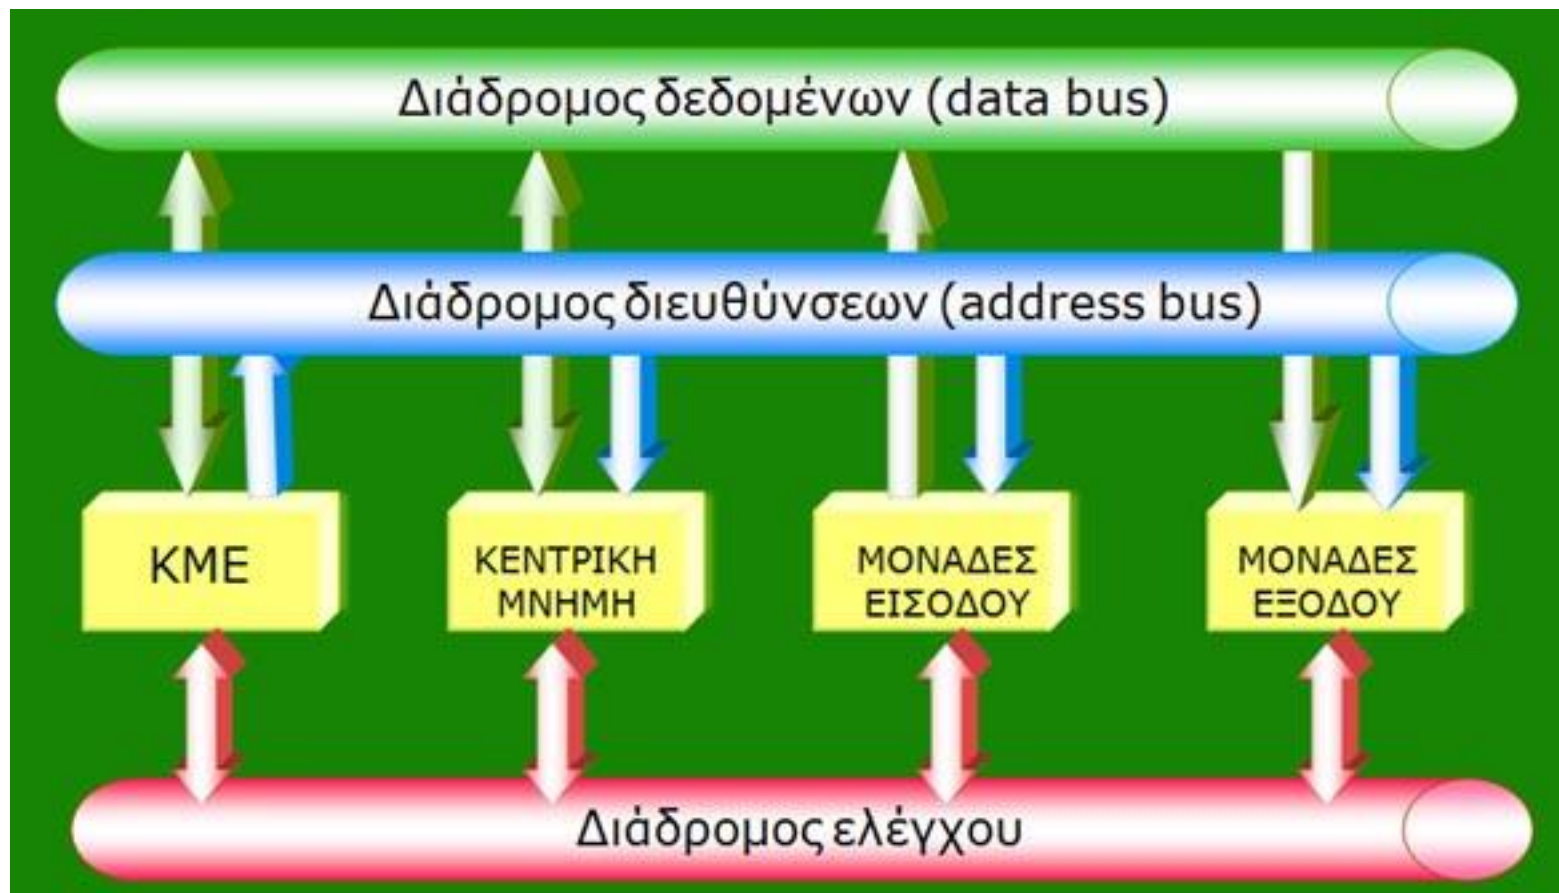 Διάδρομος δεδομένων (data bus)
Διάδρομος διευθύνσεων (address bus)
ΚΜΕ
ΚΕΝΤΡΙΚΗ
ΜΝΗΜΗ
ΜΟΝΑΔΕΣ
ΕΙΣΟΔΟΥ
ΜΟΝΑΔΕΣ
ΕΞΟΔΟΥ
Διάδρομος ελέγχου